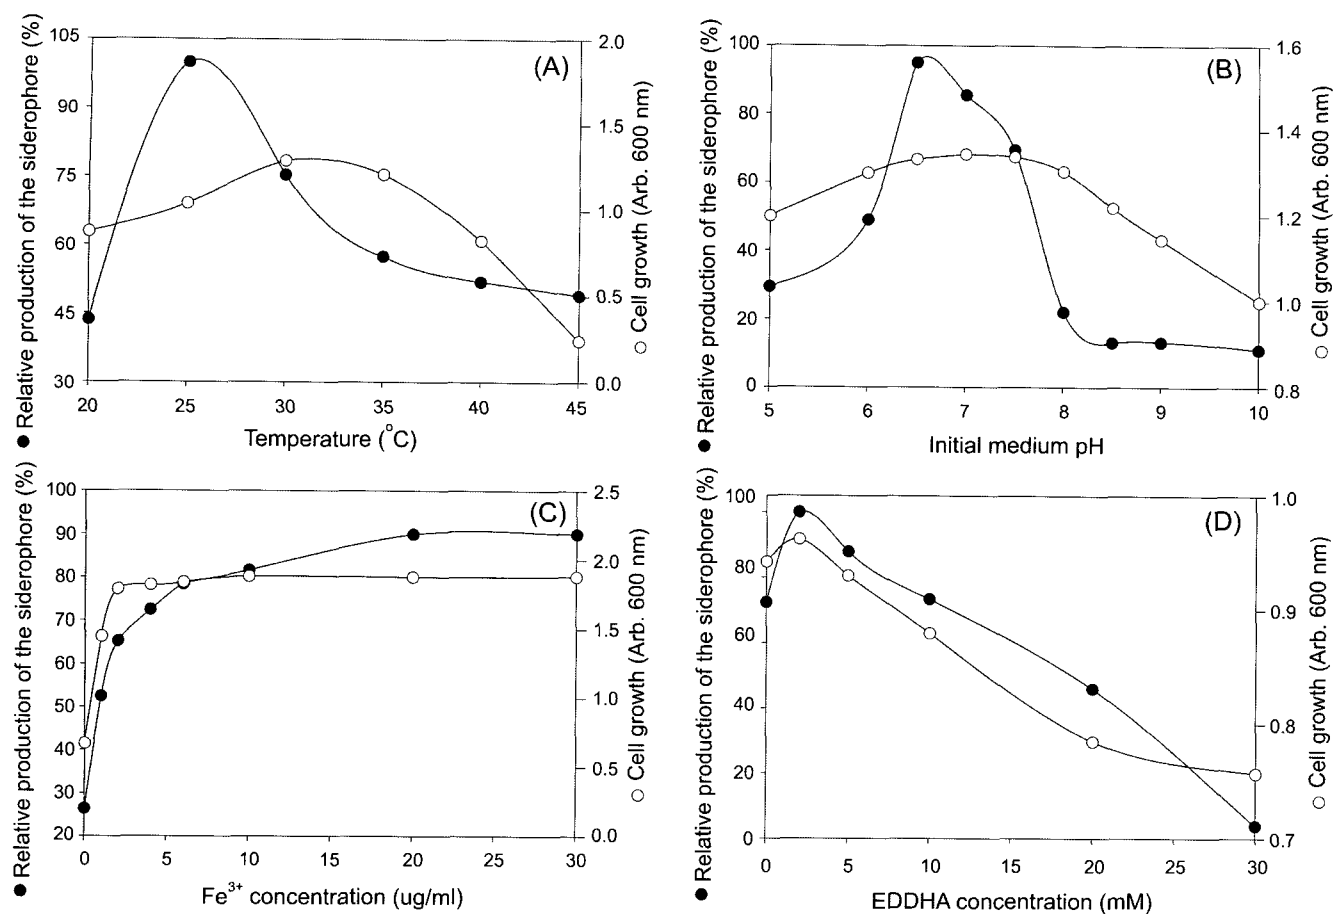 ● Relative production of the siderophore (%)
105
90
75
60
45
30
(A)
2.0
1.5
1.0
0.5
0.0
○ Cell growth (Arb. 600 nm)
20 25 30 35 40 45
Temperature (°C)
● Relative production of the siderophore (%)
100
80
60
40
20
0
(B)
1.6
1.4
1.2
1.0
0.8
○ Cell growth (Arb. 600 nm)
5 6 7 8 9 10
Initial medium pH
● Relative production of the siderophore (%)
100
90
80
70
60
50
40
30
20
(C)
2.5
2.0
1.5
1.0
0.5
0.0
○ Cell growth (Arb. 600 nm)
0 5 10 15 20 25 30
Fe³⁺ concentration (ug/ml)
● Relative production of the siderophore (%)
100
80
60
40
20
0
(D)
1.0
0.9
0.8
0.7
○ Cell growth (Arb. 600 nm)
0 5 10 15 20 25 30
EDDHA concentration (mM)